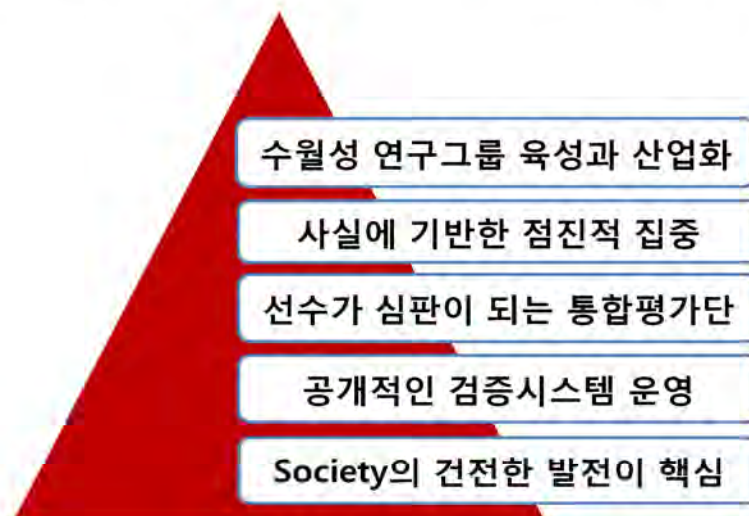 수월성 연구그룹 육성과 산업화
사실에 기반한 점진적 집중
선수가 심판이 되는 통합평가단
공개적인 검증시스템 운영
Society의 건전한 발전이 핵심